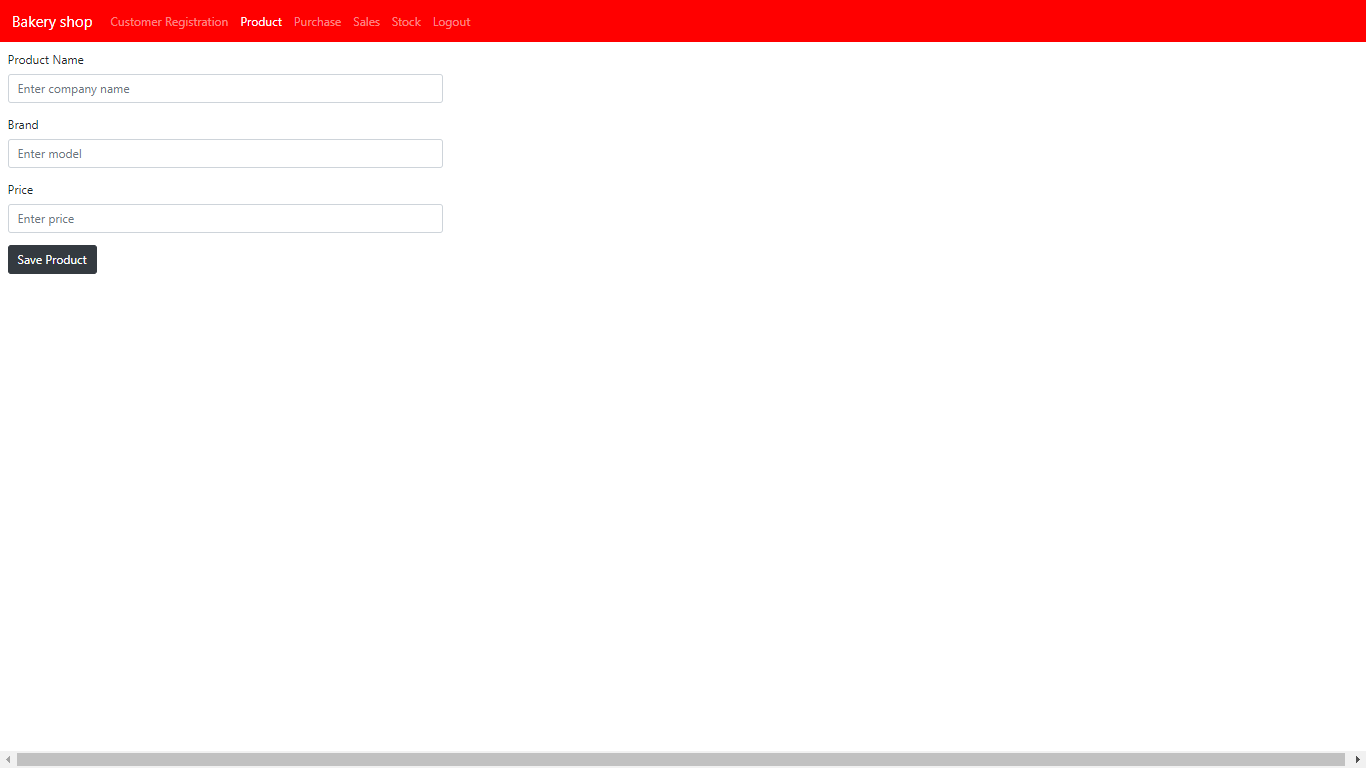 Bakery shop Customer Registration Product Purchase Sales Stock Logout
Product Name
Enter company name
Brand
Enter model
Price
Enter price
Save Product